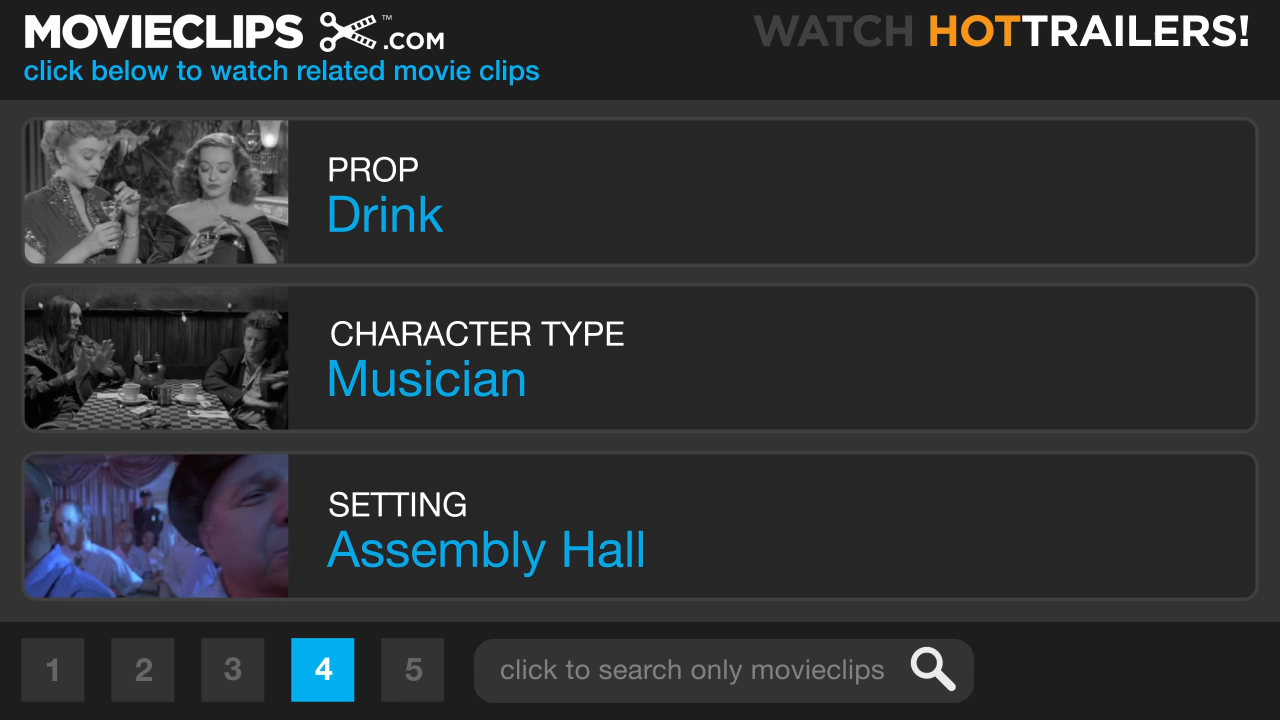 MOVIECLIPS ™ .COM
WATCH HOTTRAILERS!
click below to watch related movie clips
PROP
Drink
CHARACTER TYPE
Musician
SETTING
Assembly Hall
1 2 3 4 5
click to search only movieclips